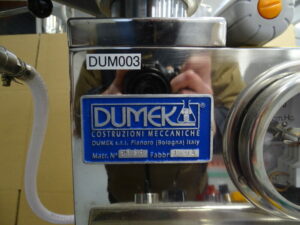 DUM003
DUMEK®
COSTRUZIONI MECCANICHE
DUMEK s.r.l. Pianoro (Bologna) Italy
Matr. N° Fabbr